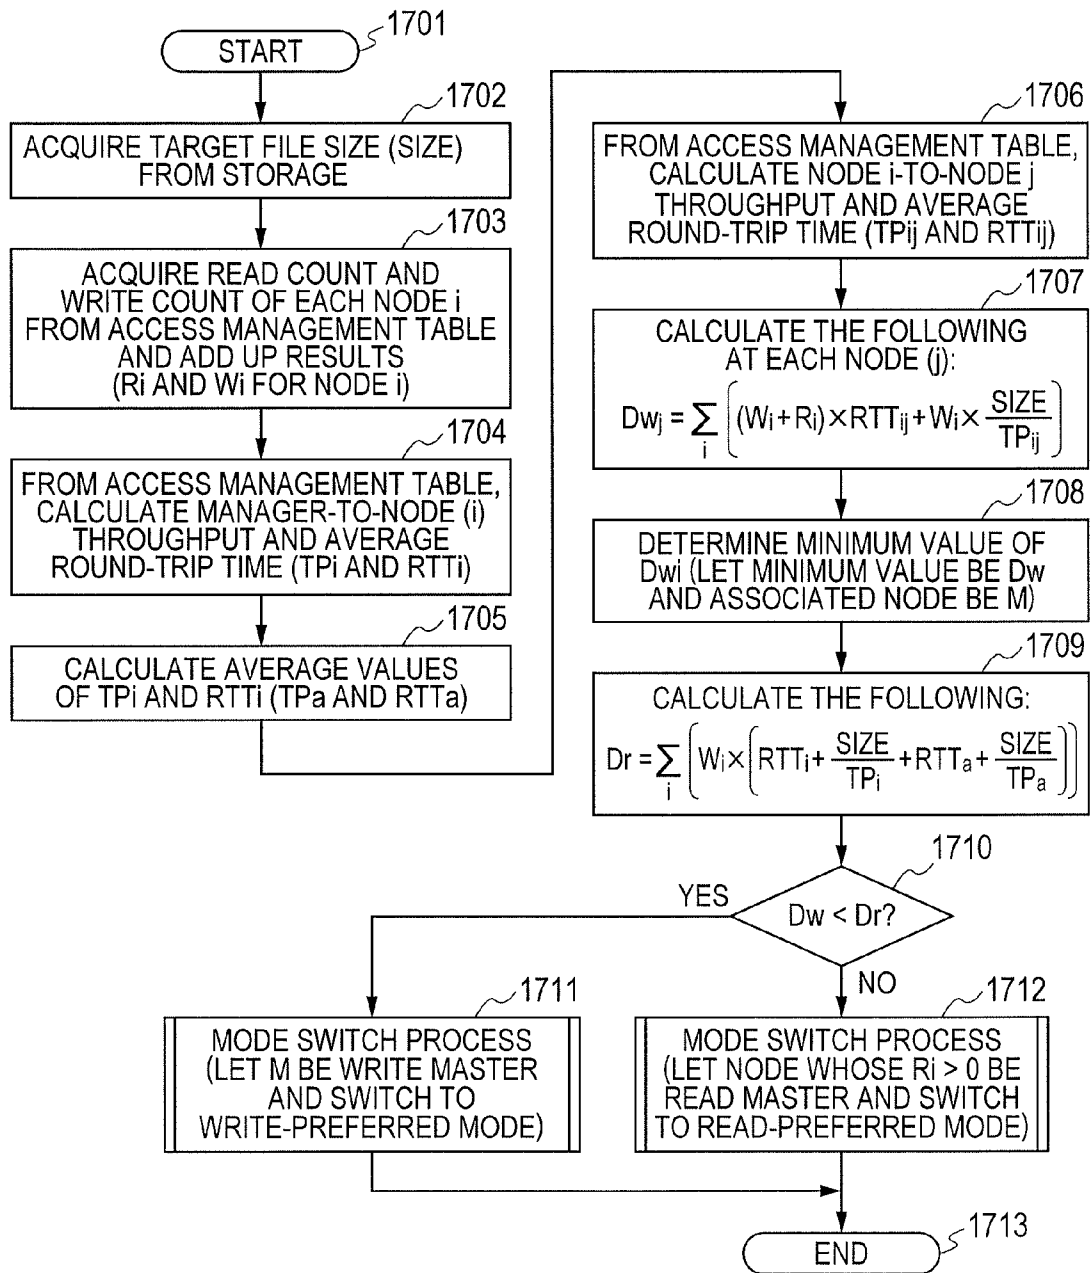 1701
START
1702
ACQUIRE TARGET FILE SIZE (SIZE)
FROM STORAGE
1703
ACQUIRE READ COUNT AND
WRITE COUNT OF EACH NODE i
FROM ACCESS MANAGEMENT TABLE
AND ADD UP RESULTS
(Ri AND Wi FOR NODE i)
1704
FROM ACCESS MANAGEMENT TABLE,
CALCULATE MANAGER-TO-NODE (i)
THROUGHPUT AND AVERAGE
ROUND-TRIP TIME (TPi AND RTTi)
1705
CALCULATE AVERAGE VALUES
OF TPi AND RTTi (TPa AND RTTa)
1706
FROM ACCESS MANAGEMENT TABLE,
CALCULATE NODE i-TO-NODE j
THROUGHPUT AND AVERAGE
ROUND-TRIP TIME (TPij AND RTTij)
1707
CALCULATE THE FOLLOWING
AT EACH NODE (j):
Dwj = ∑i ((Wi + Ri) × RTTij + Wi × SIZE/TPij)
1708
DETERMINE MINIMUM VALUE OF
Dwi (LET MINIMUM VALUE BE Dw
AND ASSOCIATED NODE BE M)
1709
CALCULATE THE FOLLOWING:
Dr = ∑i (Wi × (RTTi + SIZE/TPi + RTTa + SIZE/TPa))
1710
YES
Dw < Dr?
NO
1711
MODE SWITCH PROCESS
(LET M BE WRITE MASTER
AND SWITCH TO
WRITE-PREFERRED MODE)
1712
MODE SWITCH PROCESS
(LET NODE WHOSE Ri > 0 BE
READ MASTER AND SWITCH
TO READ-PREFERRED MODE)
1713
END